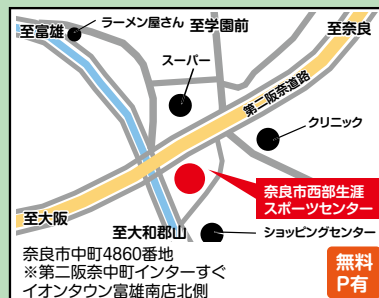 至富雄
ラーメン屋さん
至学園前
至奈良
スーパー
第二阪奈道路
クリニック
奈良市西部生涯
スポーツセンター
至大阪
至大和郡山
ショッピングセンター
奈良市中町4860番地
※第二阪奈中町インターすぐ
イオンタウン富雄南店北側
無料
P有